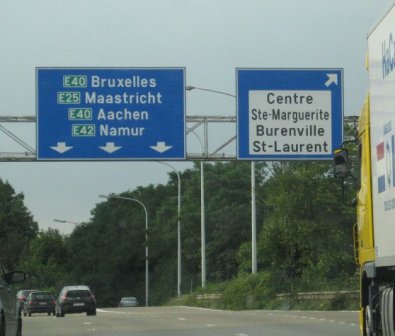 E40 Bruxelles
E25 Maastricht
E40 Aachen
E42 Namur
Centre
Ste-Marguerite
Burenville
St-Laurent